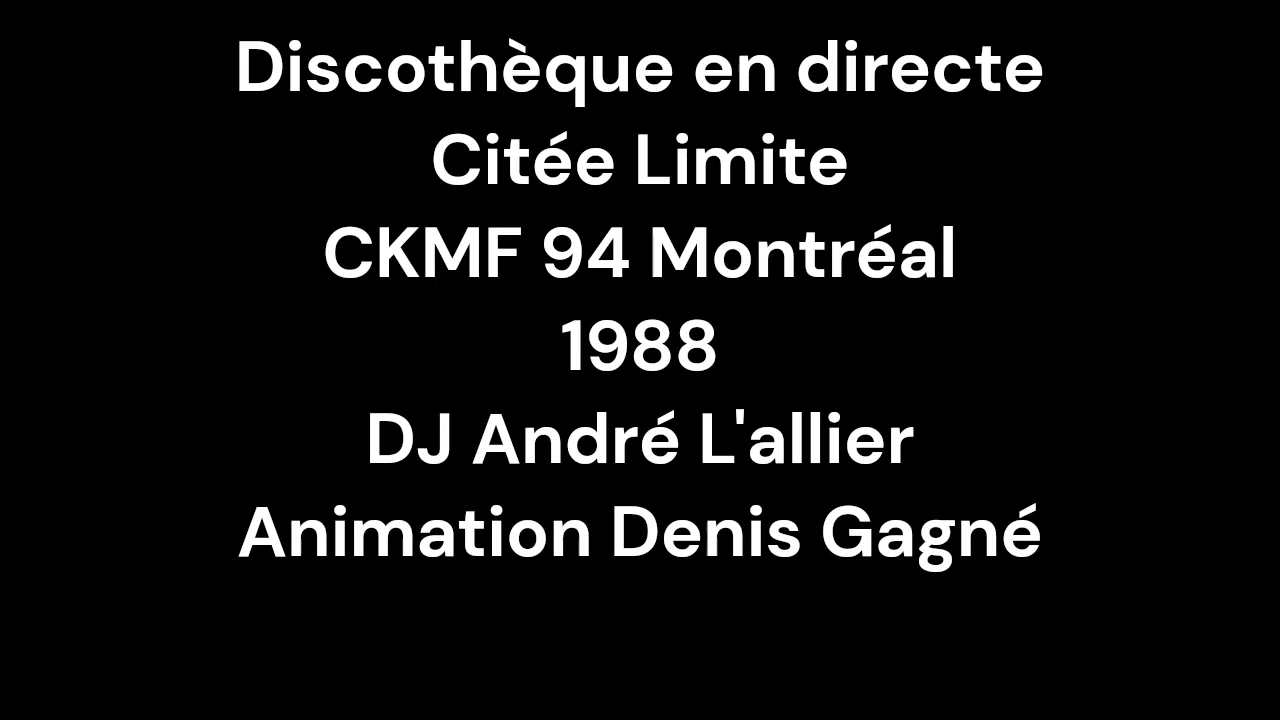 Discothèque en directe
Citée Limite
CKMF 94 Montréal
1988
DJ André L'allier
Animation Denis Gagné